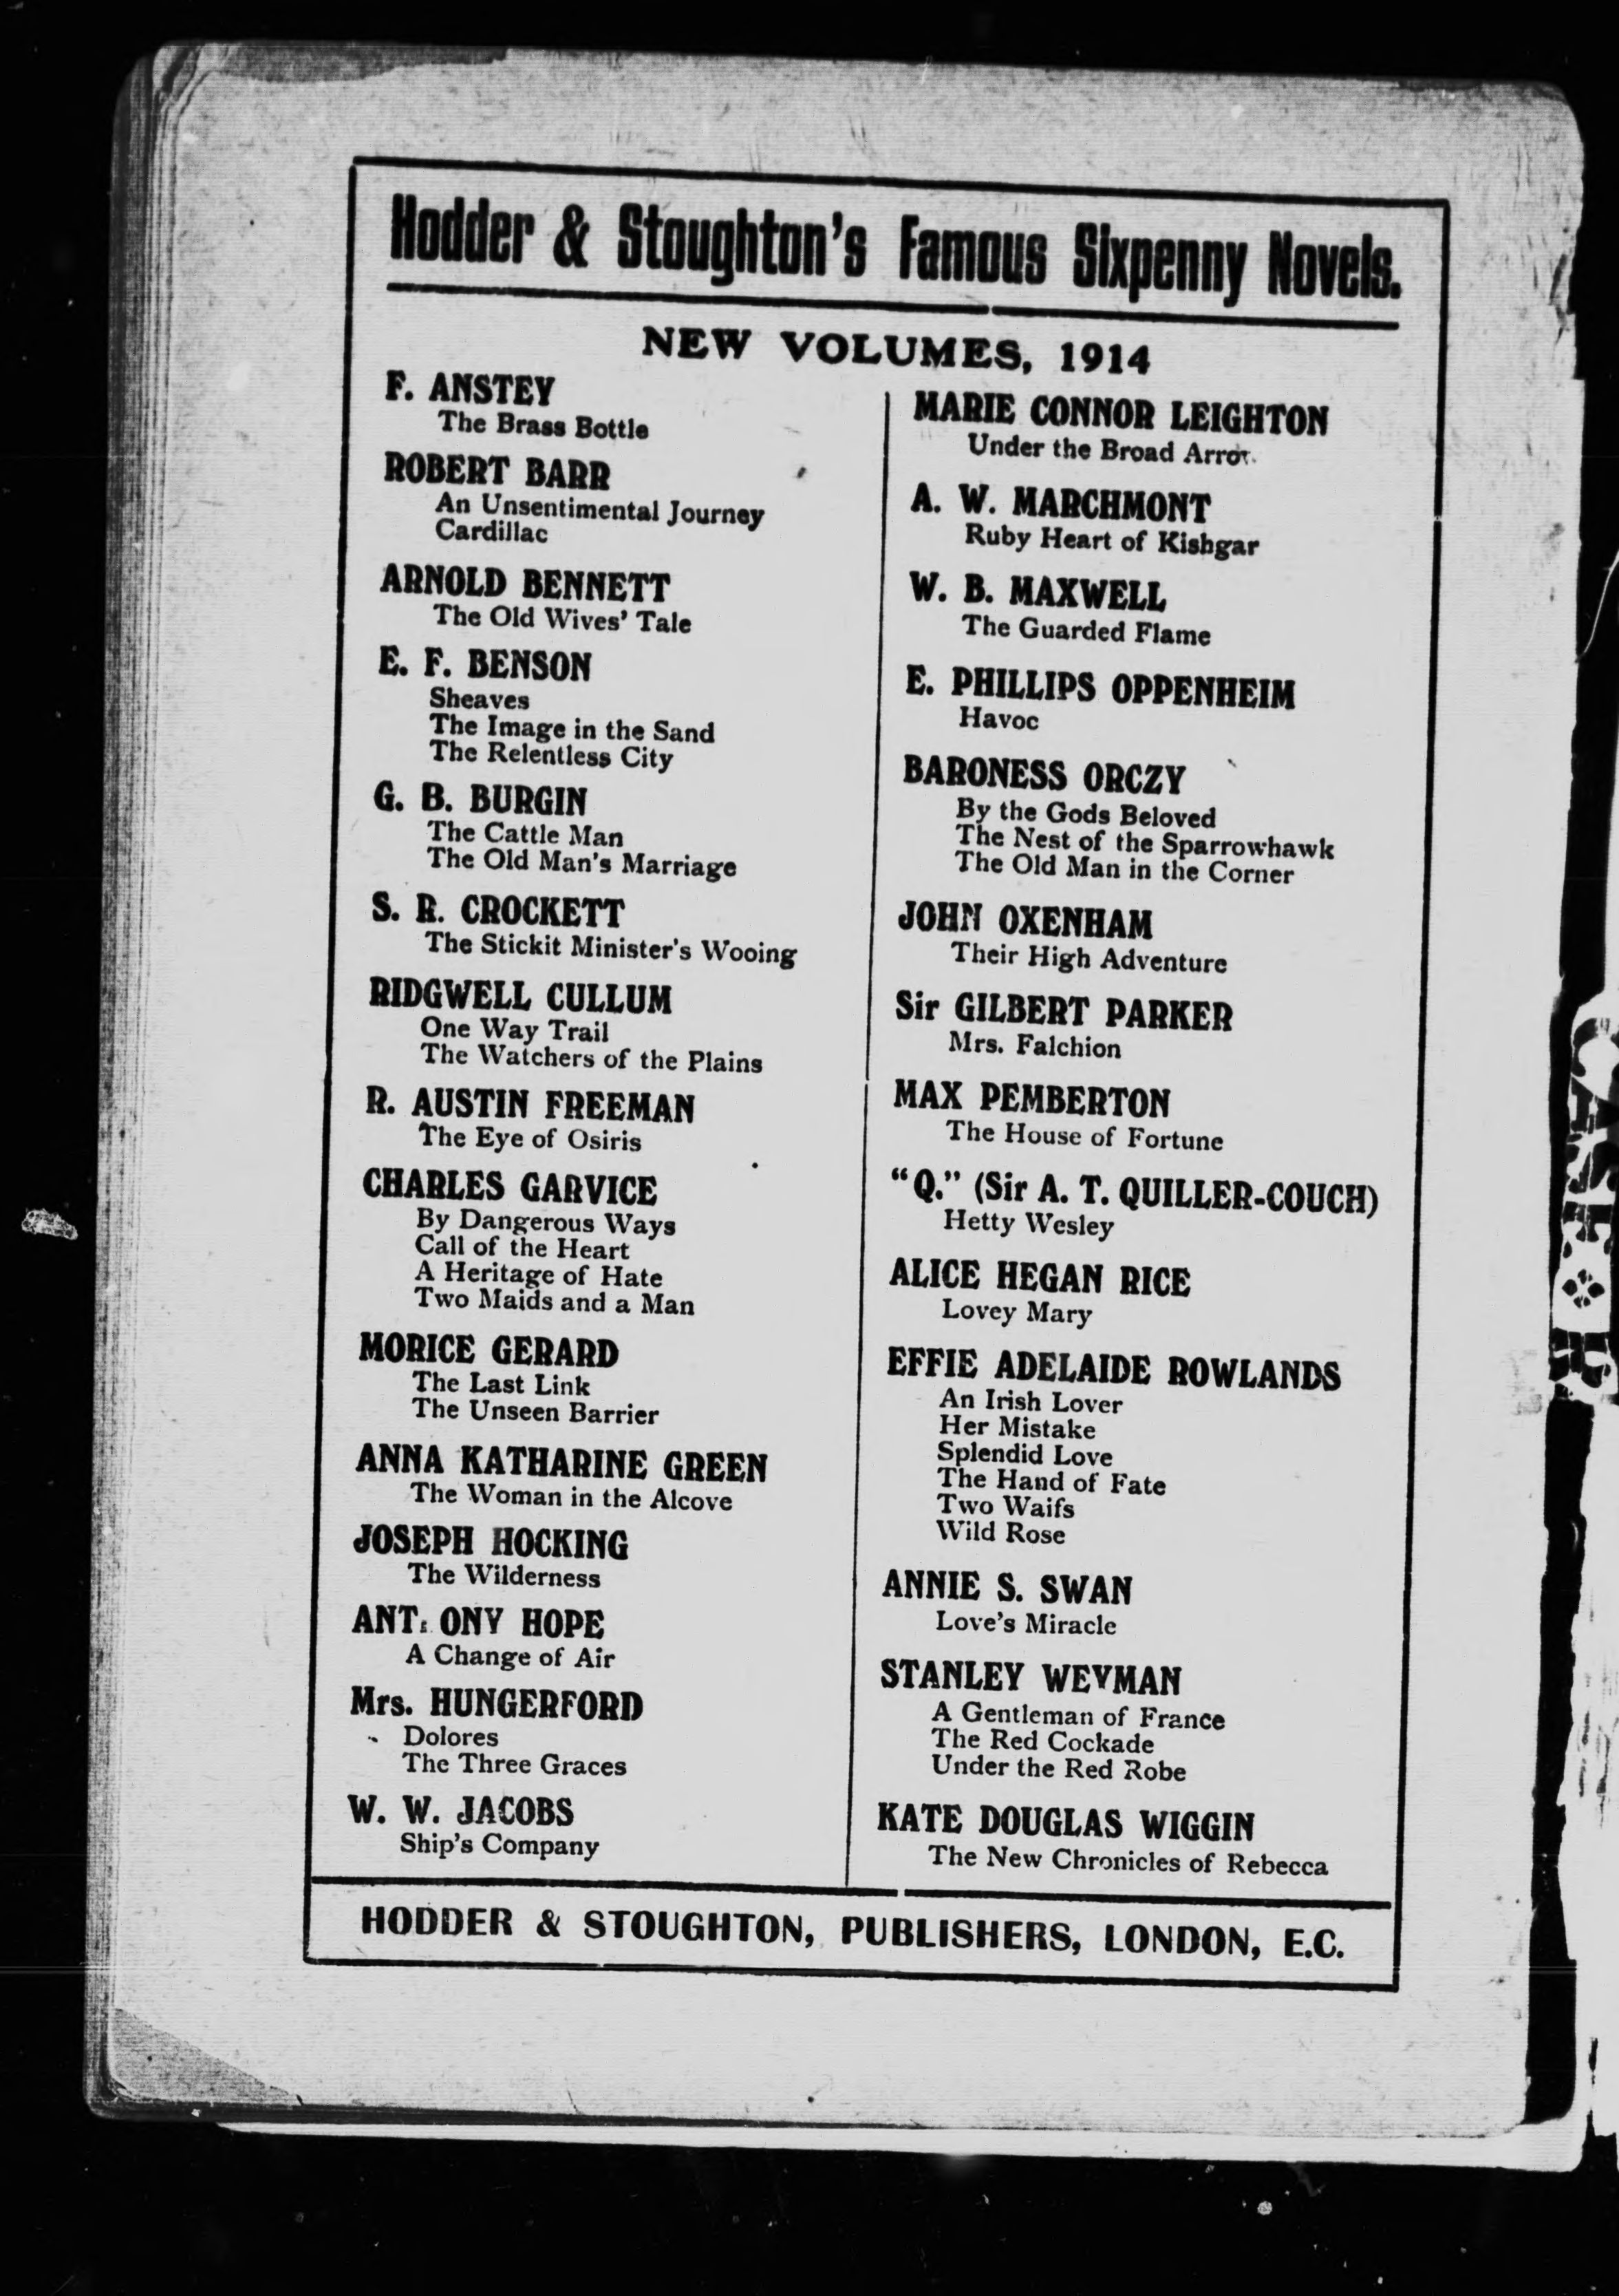 Hodder & Stoughton's Famous Sixpenny Novels.
NEW VOLUMES, 1914
F. ANSTEY
The Brass Bottle
ROBERT BARR
An Unsentimental Journey
Cardillac
ARNOLD BENNETT
The Old Wives' Tale
E. F. BENSON
Sheaves
The Image in the Sand
The Relentless City
G. B. BURGIN
The Cattle Man
The Old Man's Marriage
S. R. CROCKETT
The Stickit Minister's Wooing
RIDGWELL CULLUM
One Way Trail
The Watchers of the Plains
R. AUSTIN FREEMAN
The Eye of Osiris
CHARLES GARVICE
By Dangerous Ways
Call of the Heart
A Heritage of Hate
Two Maids and a Man
MORICE GERARD
The Last Link
The Unseen Barrier
ANNA KATHARINE GREEN
The Woman in the Alcove
JOSEPH HOCKING
The Wilderness
ANT ONY HOPE
A Change of Air
Mrs. HUNGERFORD
Dolores
The Three Graces
W. W. JACOBS
Ship's Company
MARIE CONNOR LEIGHTON
Under the Broad
A. W. MARCHMONT
Ruby Heart of Kishgar
W. B. MAXWELL
The Guarded Flame
E. PHILLIPS OPPENHEIM
Havoc
BARONESS ORCZY
By the Gods Beloved
The Nest of the Sparrowhawk
The Old Man in the Corner
JOHN OXENHAM
Their High Adventure
Sir GILBERT PARKER
Mrs. Falchion
MAX PEMBERTON
The House of Fortune
"Q." (Sir A. T. QUILLER-COUCH)
Hetty Wesley
ALICE HEGAN RICE
Lovey Mary
EFFIE ADELAIDE ROWLANDS
An Irish Lover
Her Mistake
Splendid Love
The Hand of Fate
Two Waifs
Wild Rose
ANNIE S. SWAN
Love's Miracle
STANLEY WEYMAN
A Gentleman of France
The Red Cockade
Under the Red Robe
KATE DOUGLAS WIGGIN
The New Chronicles of Rebecca
HODDER & STOUGHTON, PUBLISHERS, LONDON, E.C.